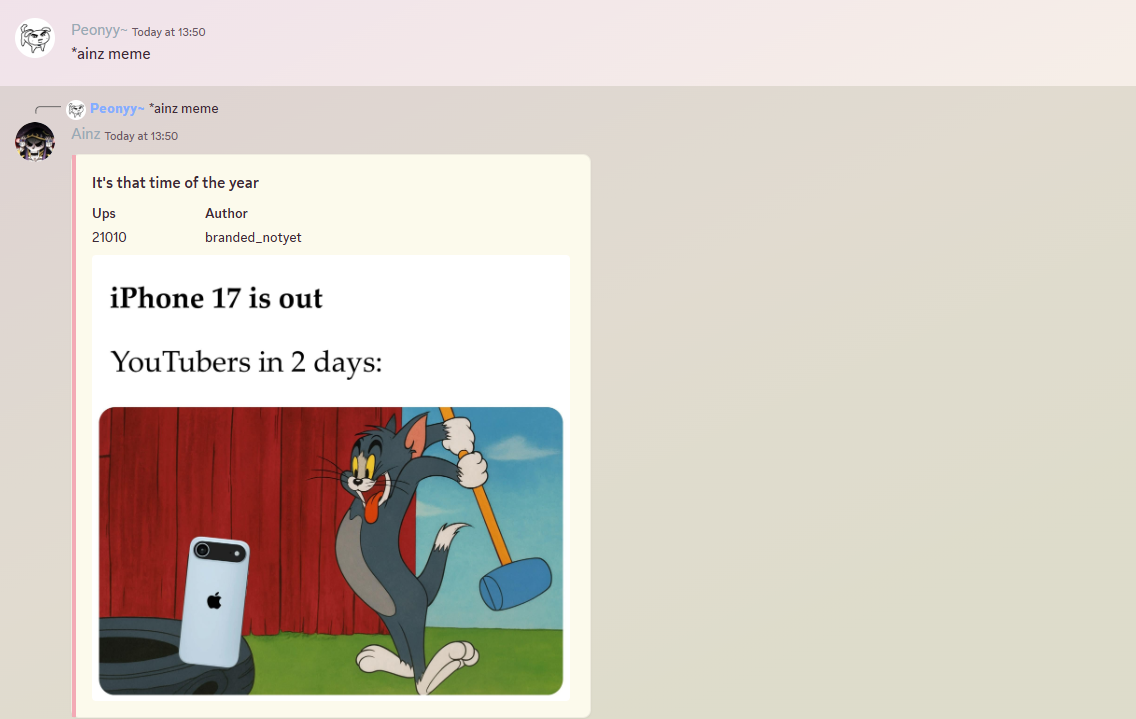 Peonyy~ Today at 13:50
*ainz meme
Peonyy~ *ainz meme
Ainz Today at 13:50
It's that time of the year
Ups Author
21010 branded_notyet
iPhone 17 is out
YouTubers in 2 days: